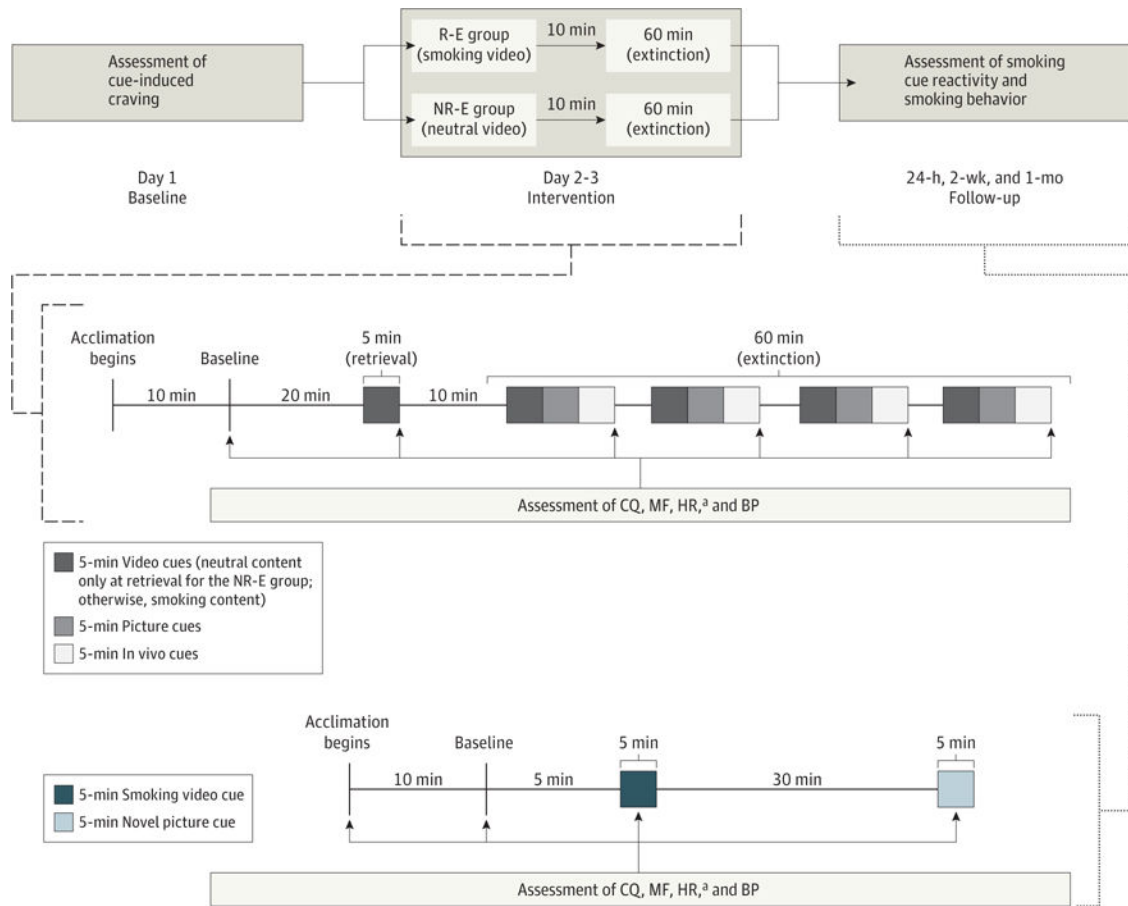 Assessment of
cue-induced
craving
R-E group
(smoking video)
10 min
60 min
(extinction)
NR-E group
(neutral video)
10 min
60 min
(extinction)
Assessment of smoking
cue reactivity and
smoking behavior
Day 1
Baseline
Day 2-3
Intervention
24-h, 2-wk, and 1-mo
Follow-up
Acclimation
begins
10 min
Baseline
20 min
5 min
(retrieval)
10 min
60 min
(extinction)
Assessment of CQ, MF, HR,ᵃ and BP
5-min Video cues (neutral content
only at retrieval for the NR-E group;
otherwise, smoking content)
5-min Picture cues
5-min In vivo cues
Acclimation
begins
10 min
Baseline
5 min
5 min
30 min
5 min
5-min Smoking video cue
5-min Novel picture cue
Assessment of CQ, MF, HR,ᵃ and BP